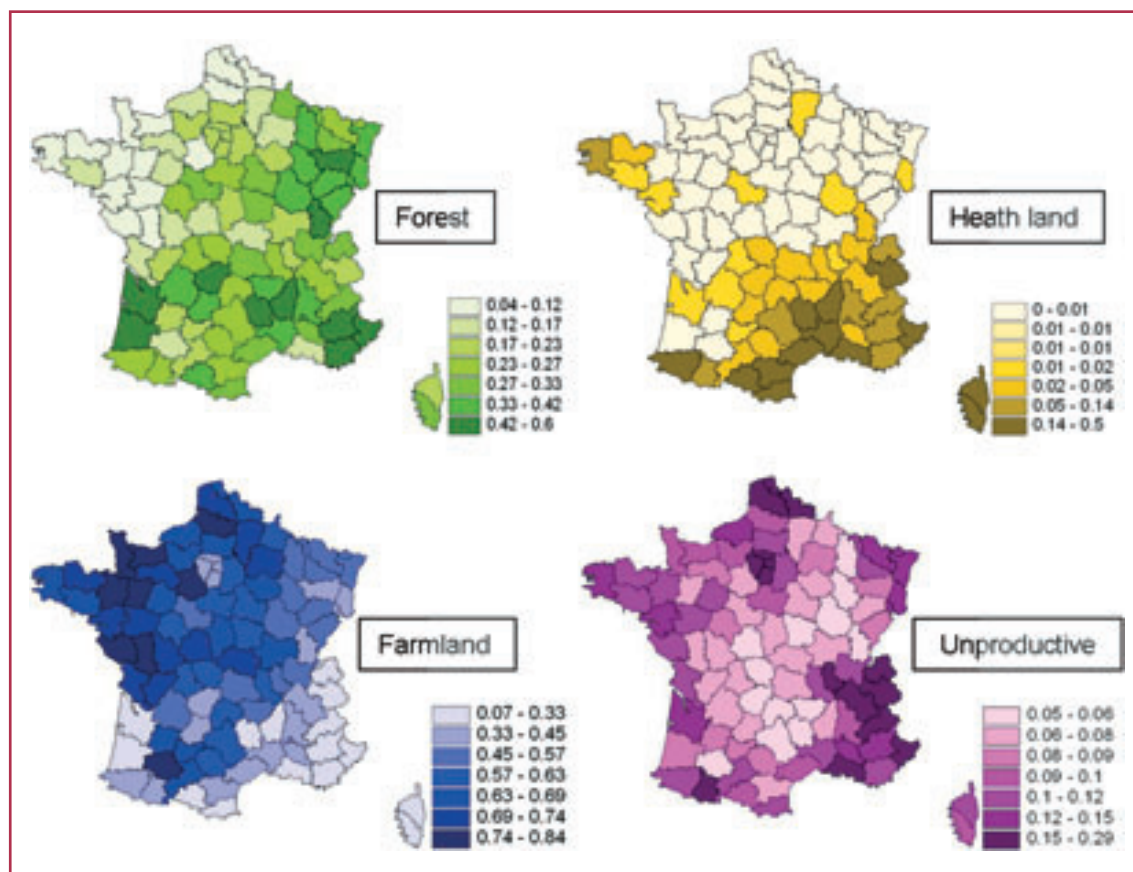 Forest
0.04 - 0.12
0.12 - 0.17
0.17 - 0.23
0.23 - 0.27
0.27 - 0.33
0.33 - 0.42
0.42 - 0.6
Heath land
0 - 0.01
0.01 - 0.01
0.01 - 0.01
0.01 - 0.02
0.02 - 0.05
0.05 - 0.14
0.14 - 0.5
Farmland
0.07 - 0.33
0.33 - 0.45
0.45 - 0.57
0.57 - 0.63
0.63 - 0.69
0.69 - 0.74
0.74 - 0.84
Unproductive
0.05 - 0.06
0.06 - 0.08
0.08 - 0.09
0.09 - 0.1
0.1 - 0.12
0.12 - 0.15
0.15 - 0.29